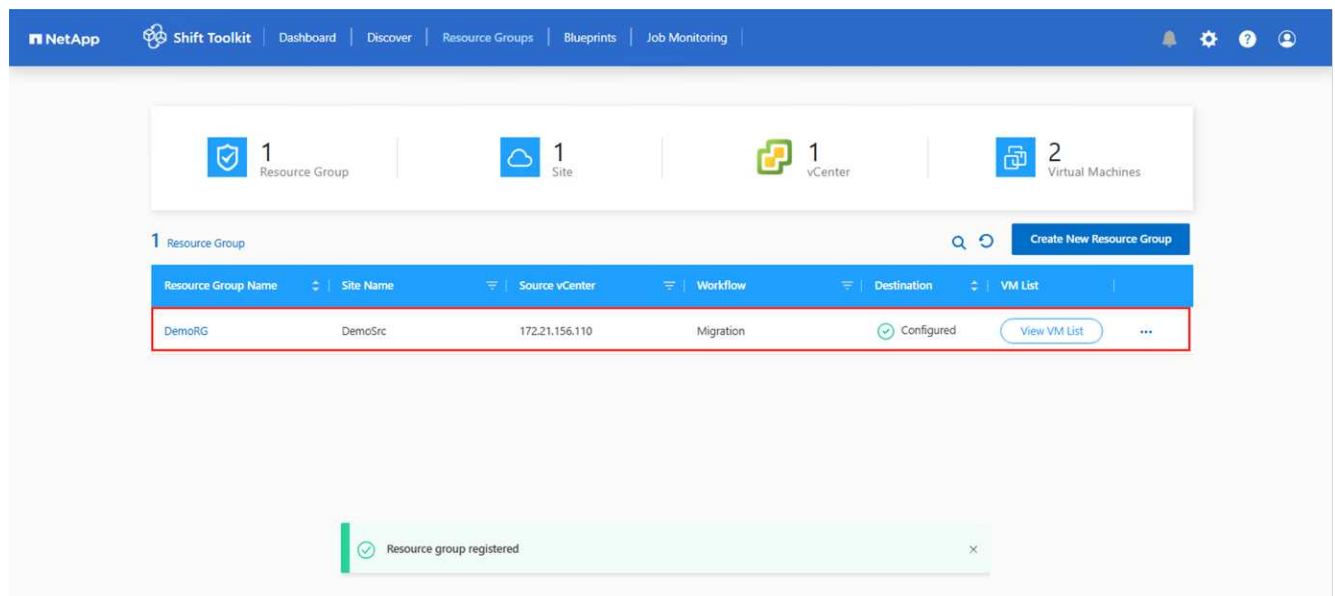 NetApp Shift Toolkit Dashboard Discover Resource Groups Blueprints Job Monitoring
1
Resource Group
1
Site
1
vCenter
2
Virtual Machines
1 Resource Group
Create New Resource Group
Resource Group Name Site Name Source vCenter Workflow Destination VM List
DemoRG DemoSrc 172.21.156.110 Migration Configured View VM List ...
Resource group registered